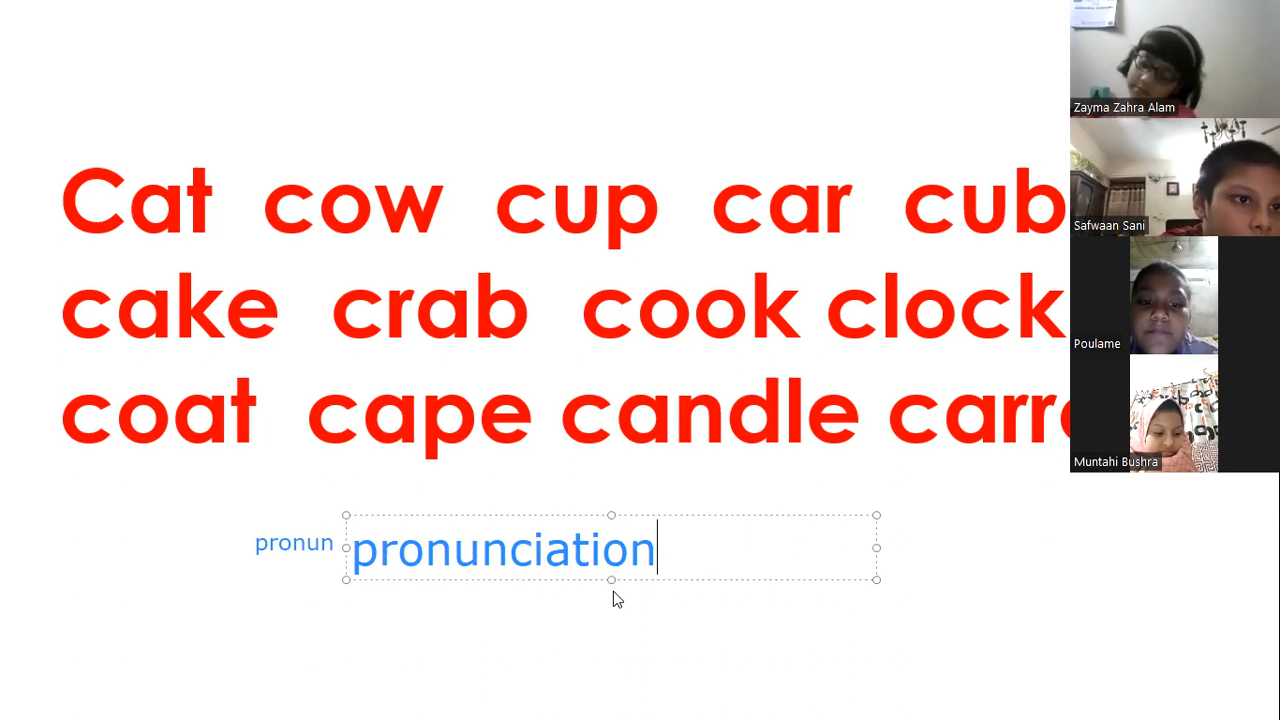 Cat cow cup car cub
cake crab cook clock
coat cape candle
pronun pronunciation
Zayma Zahra Alam
Safwaan Sani
Poulame
Muntahi Bushra